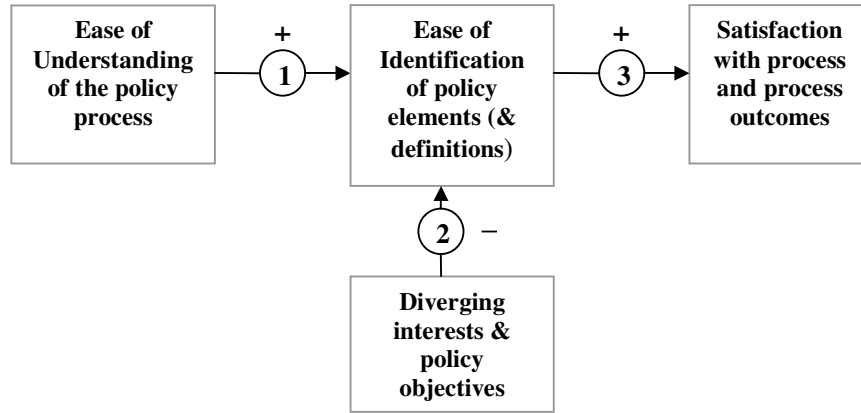 Ease of
Understanding
of the policy
process
+
1
Ease of
Identification
of policy
elements (&
definitions)
+
3
Satisfaction
with process
and process
outcomes
2
–
Diverging
interests &
policy
objectives